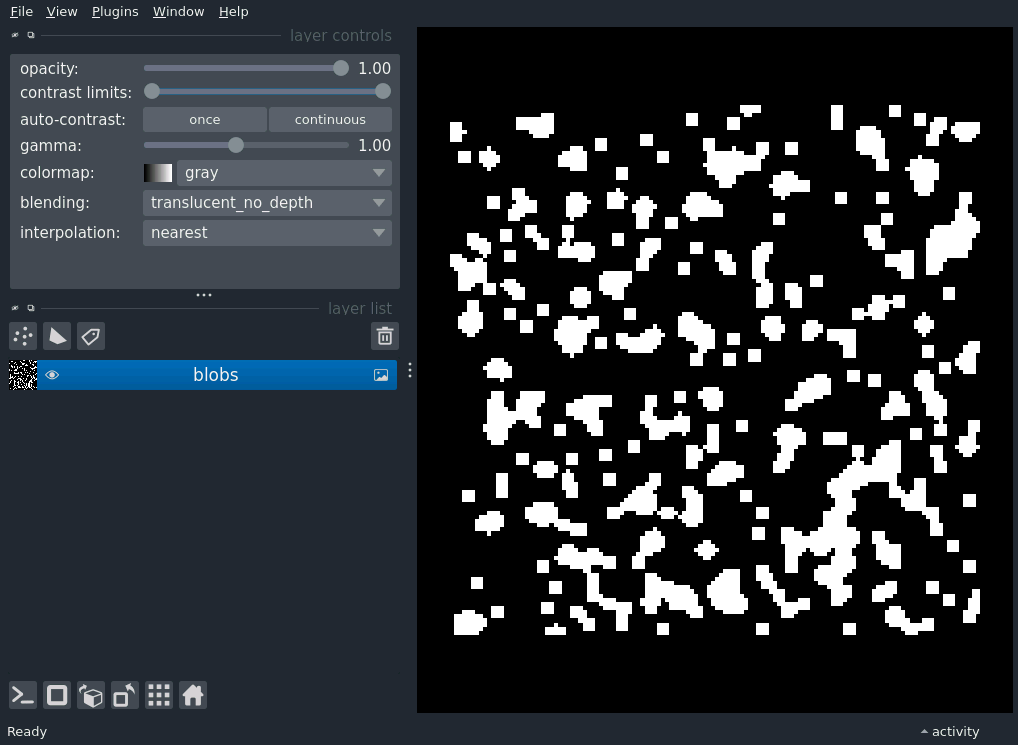 File View Plugins Window Help
layer controls
opacity: 1.00
contrast limits:
auto-contrast: once continuous
gamma: 1.00
colormap: gray
blending: translucent_no_depth
interpolation: nearest
layer list
blobs
Ready activity